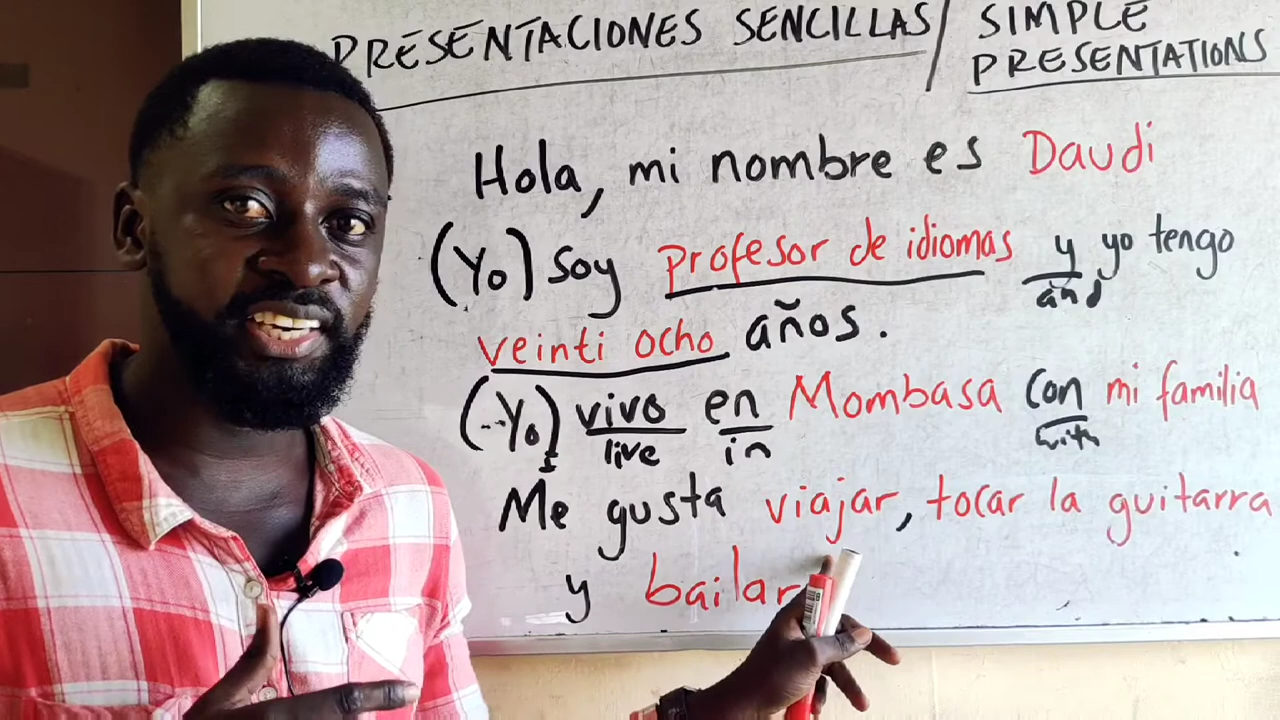 PRESENTACIONES SENCILLAS / SIMPLE
PRESENTATIONS
Hola, mi nombre es Daudi
(Yo) soy profesor de idiomas y yo tengo
and
veinti ocho años.
(Yo) vivo en Mombasa con mi familia
I live in with
Me gusta viajar, tocar la guitarra
y bailar